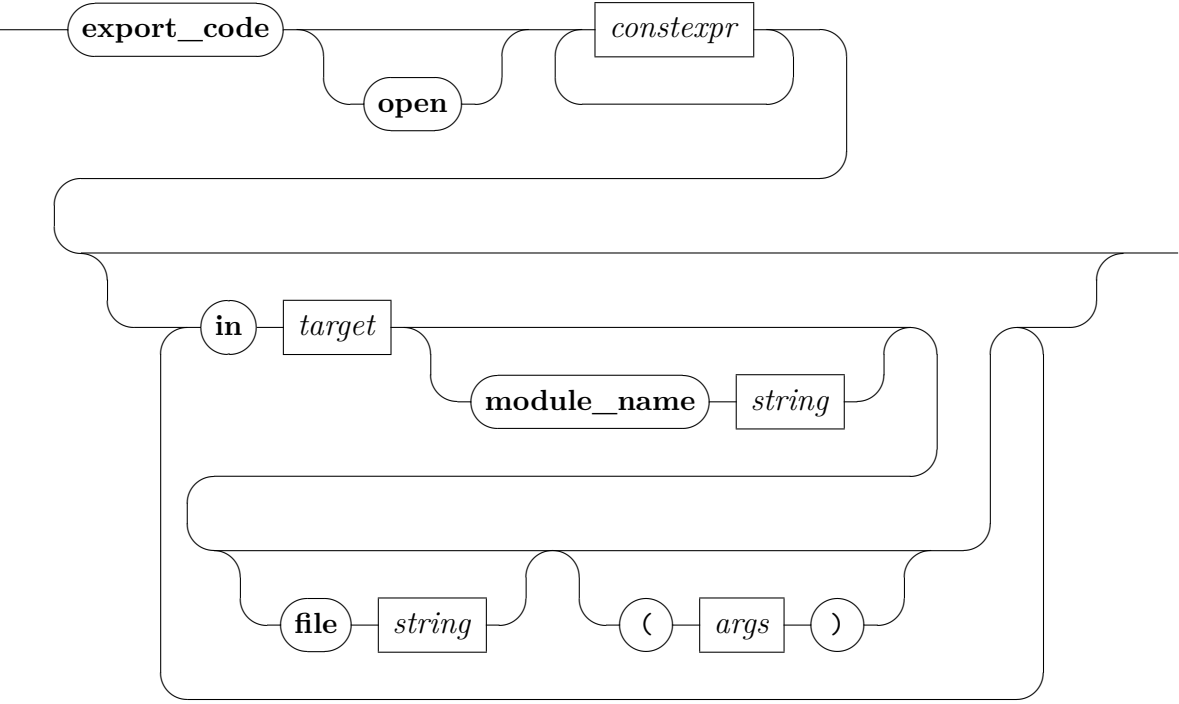 export_code constexpr
open
in target
module_name string
file string ( args )